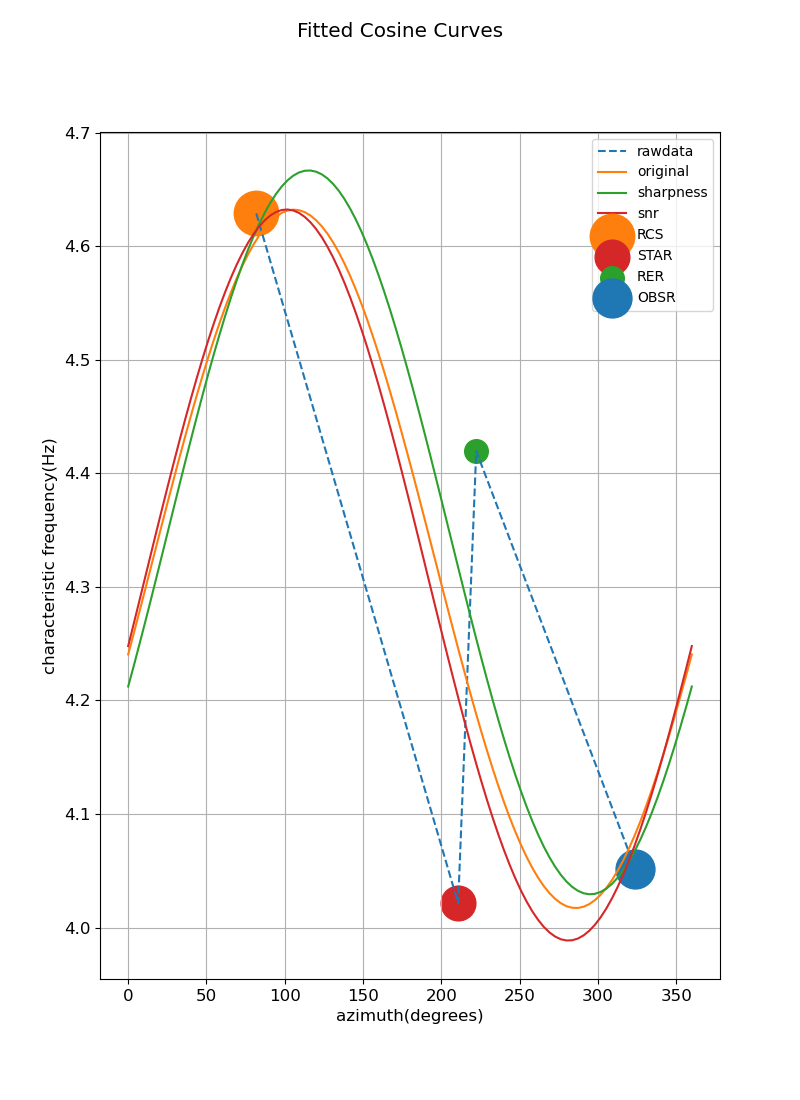 Fitted Cosine Curves
4.7
4.6
4.5
4.4
4.3
4.2
4.1
4.0
characteristic frequency(Hz)
rawdata
original
sharpness
snr
RCS
STAR
RER
OBSR
0 50 100 150 200 250 300 350
azimuth(degrees)